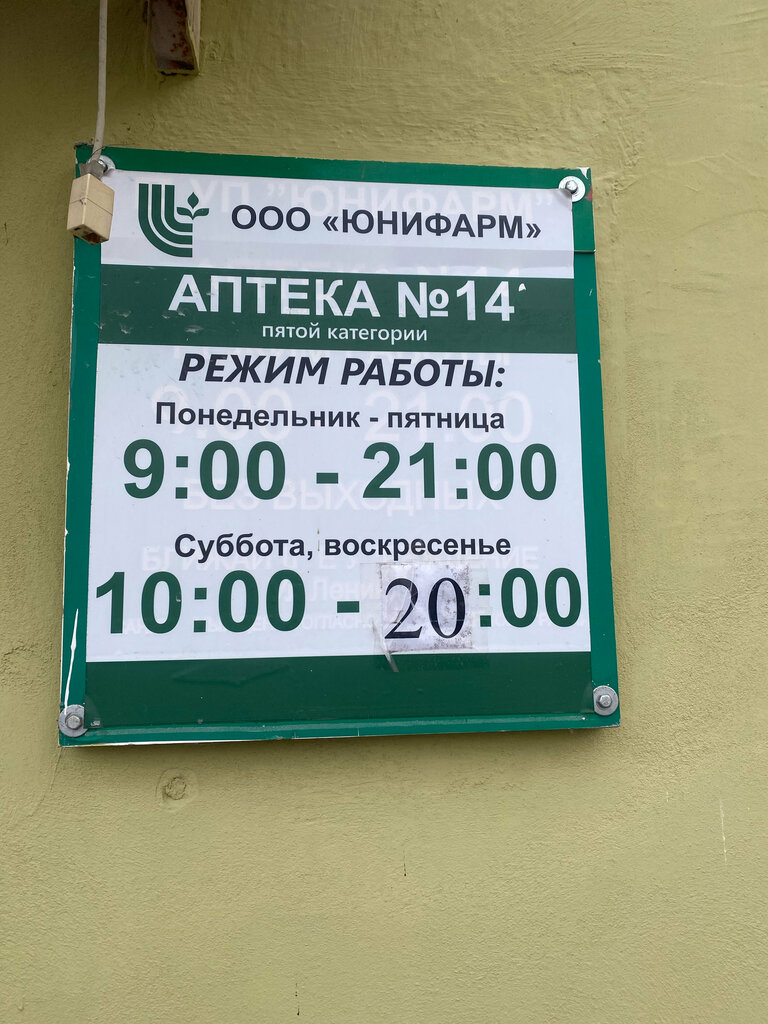 ООО «ЮНИФАРМ»
АПТЕКА №14
пятой категории
РЕЖИМ РАБОТЫ:
Понедельник - пятница
9:00 - 21:00
Суббота, воскресенье
10:00 - 20:00